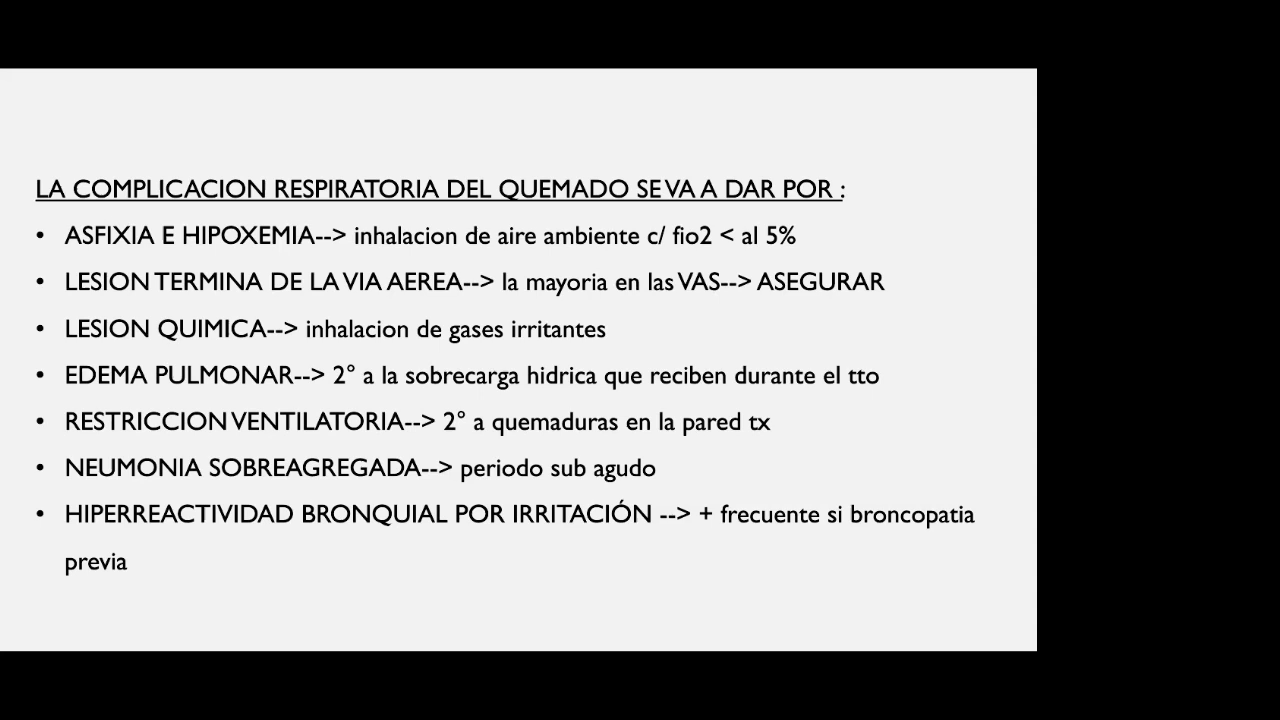 LA COMPLICACION RESPIRATORIA DEL QUEMADO SE VA A DAR POR :
• ASFIXIA E HIPOXEMIA--> inhalacion de aire ambiente c/ fio2 < al 5%
• LESION TERMINA DE LA VIA AEREA--> la mayoria en las VAS--> ASEGURAR
• LESION QUIMICA--> inhalacion de gases irritantes
• EDEMA PULMONAR--> 2° a la sobrecarga hidrica que reciben durante el tto
• RESTRICCION VENTILATORIA--> 2° a quemaduras en la pared tx
• NEUMONIA SOBREAGREGADA--> periodo sub agudo
• HIPERREACTIVIDAD BRONQUIAL POR IRRITACIÓN --> + frecuente si broncopatia
previa